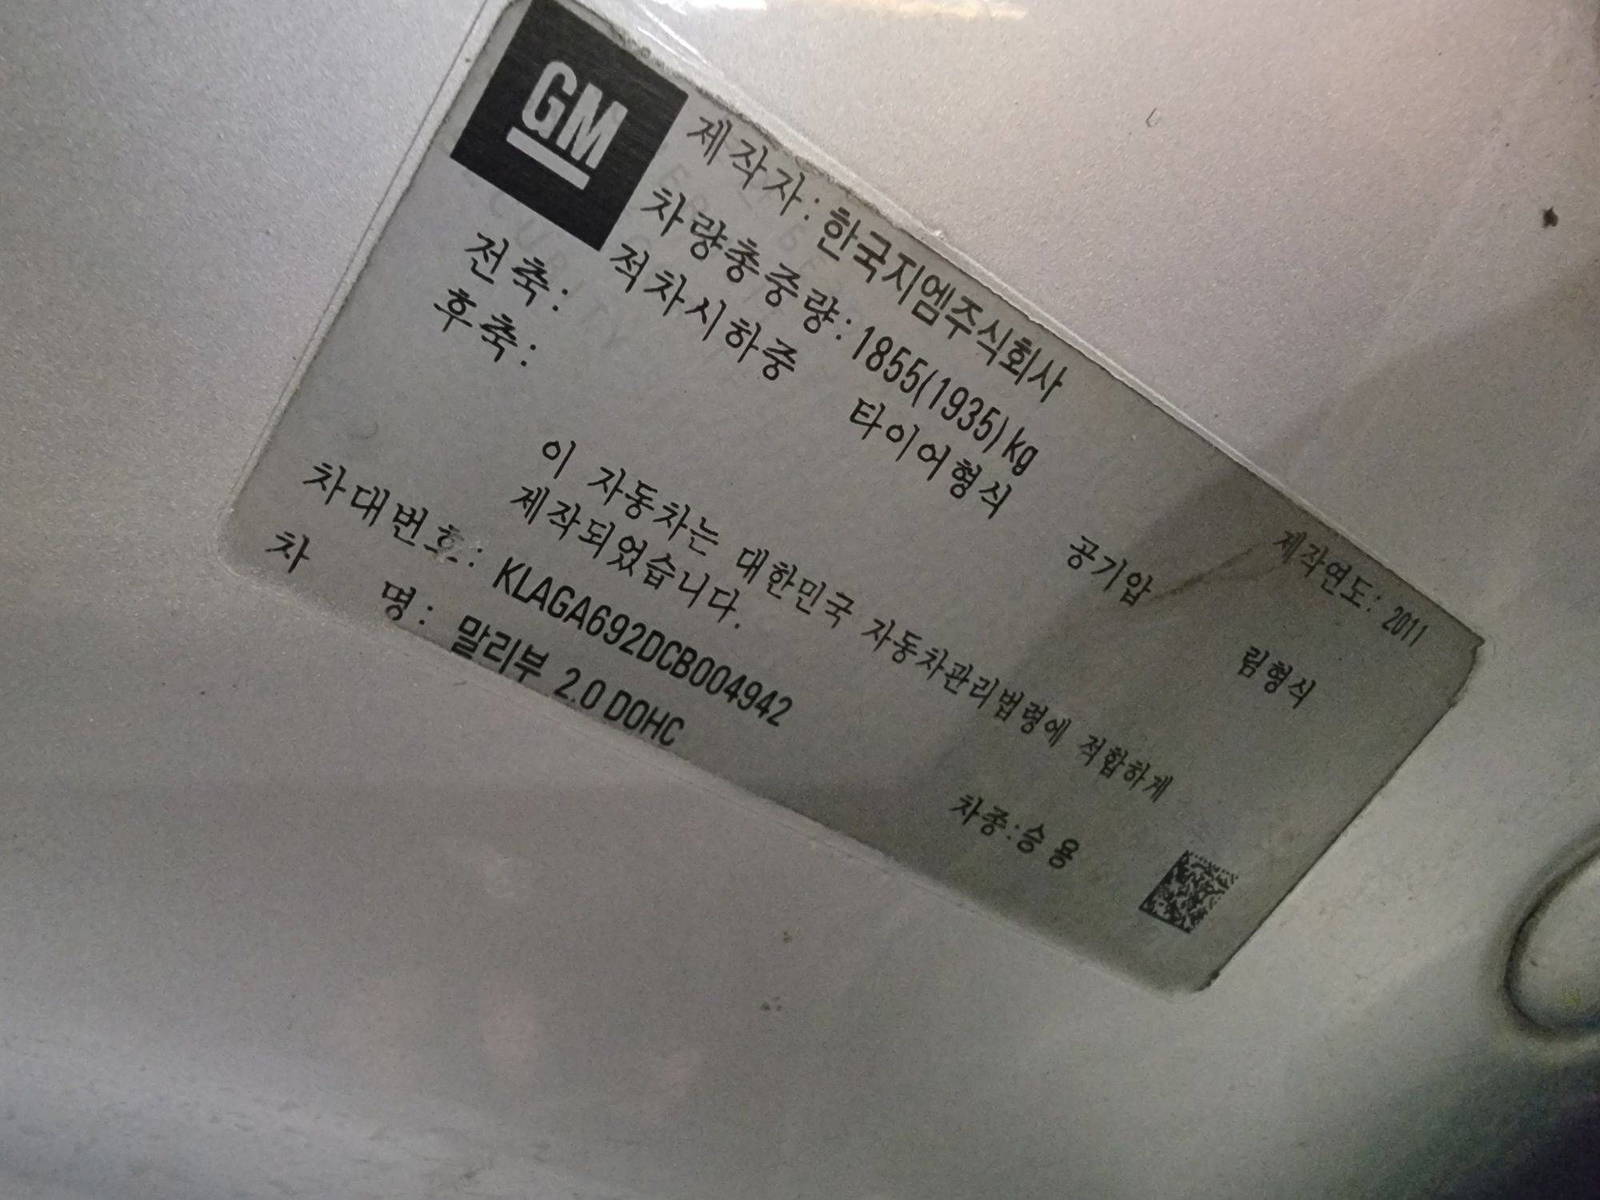 GM
제작자: 한국지엠주식회사 제작연도: 2011
차량총중량: 1855(1935)kg
적차시하중 타이어형식 공기압 림형식
전축:
후축:
이 자동차는 대한민국 자동차관리법령에 적합하게
제작되었습니다.
차대번호: KLAGA692DCB004942 차종:승용
차 명: 말리부 2.0 DOHC